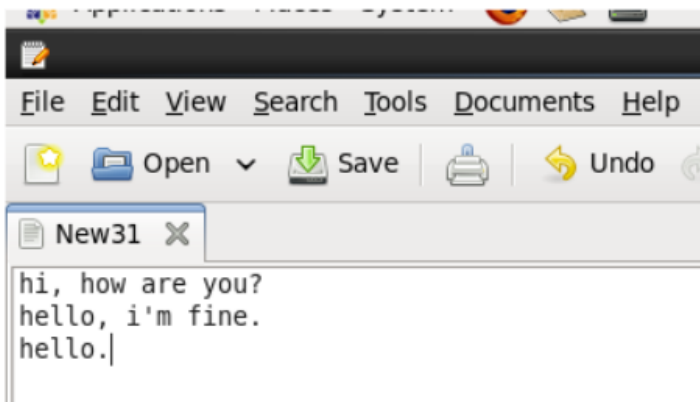 File Edit View Search Tools Documents Help
Open Save Undo
New31
hi, how are you?
hello, i'm fine.
hello.